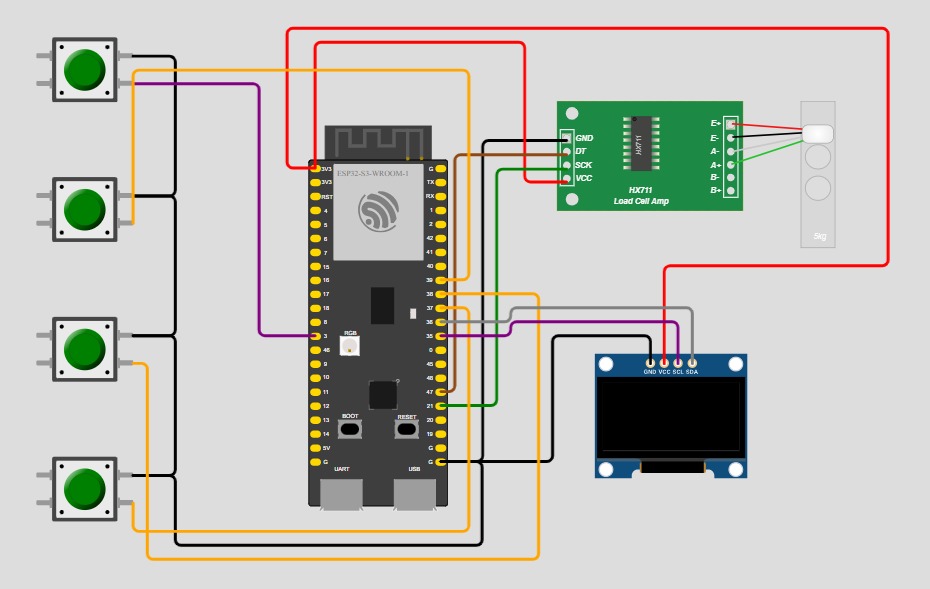 ESP32-S3-WROOM-1
3V3
3V3
RST
4
5
6
7
15
16
17
18
8
3
46
9
10
11
12
13
14
5V
G
G
TX
RX
1
2
42
41
40
39
38
37
36
35
0
45
48
47
21
20
19
G
G
RGB
BOOT
RESET
UART
USB
GND
DT
SCK
VCC
HX711
HX711
Load Cell Amp
E+
E-
A-
A+
B-
B+
5kg
GND VCC SCL SDA